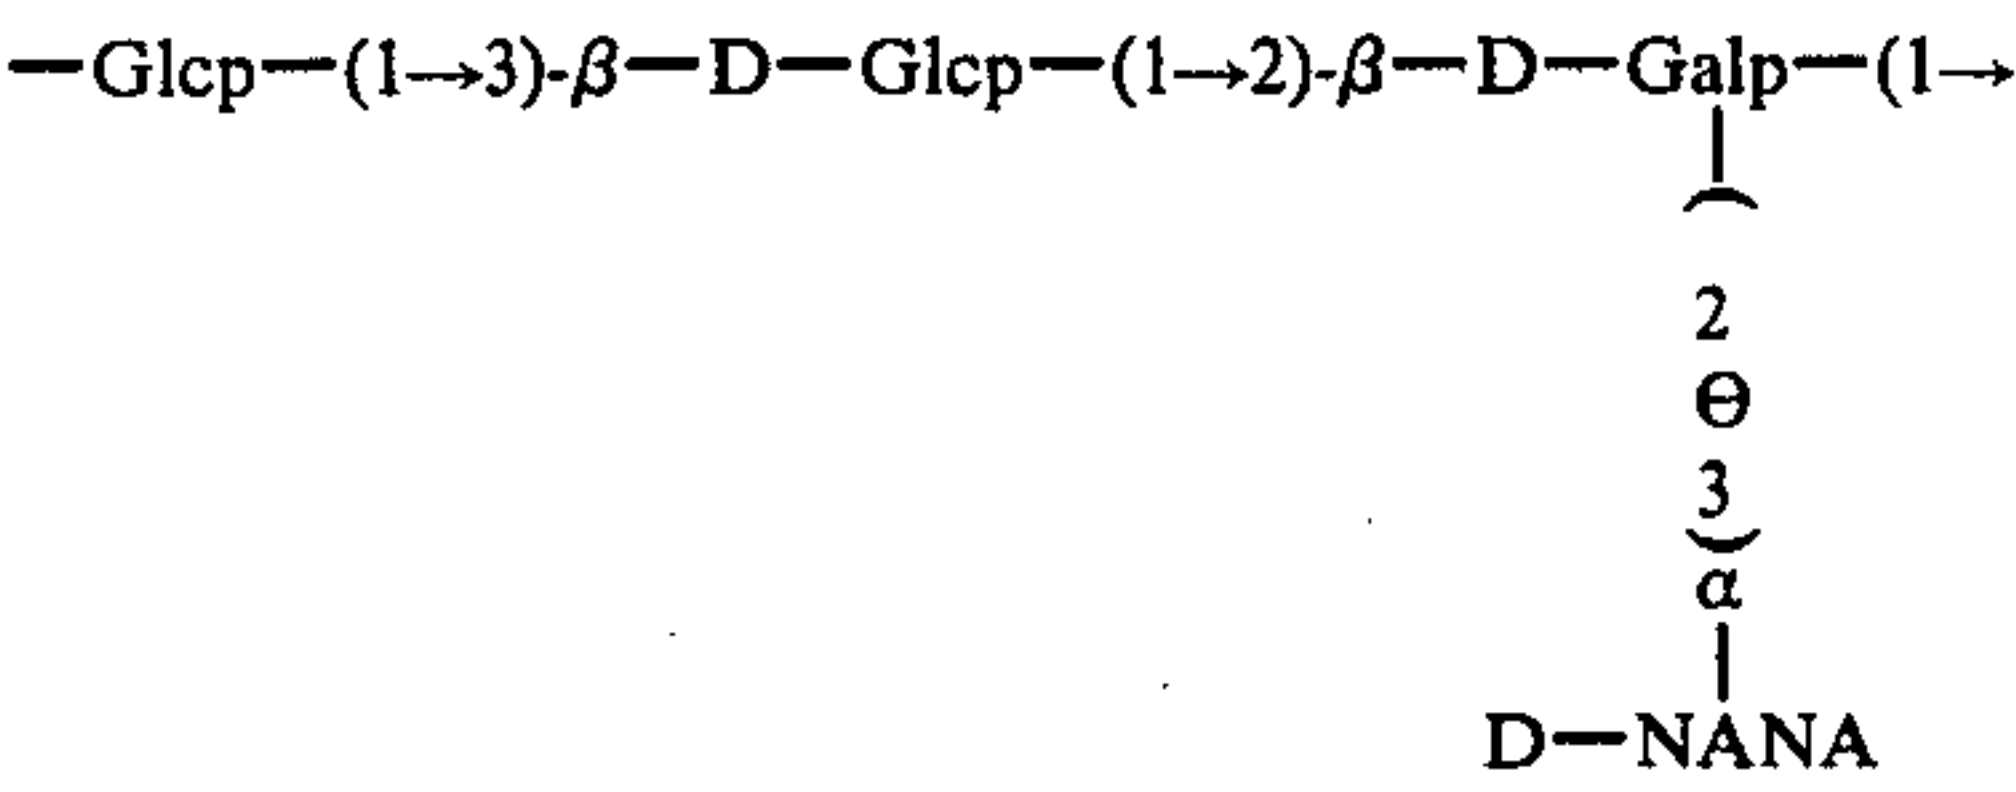 —Glcp—(1→3)-β—D—Glcp—(1→2)-β—D—Galp—(1→
(
2
Θ
3
)
α
D—NANA